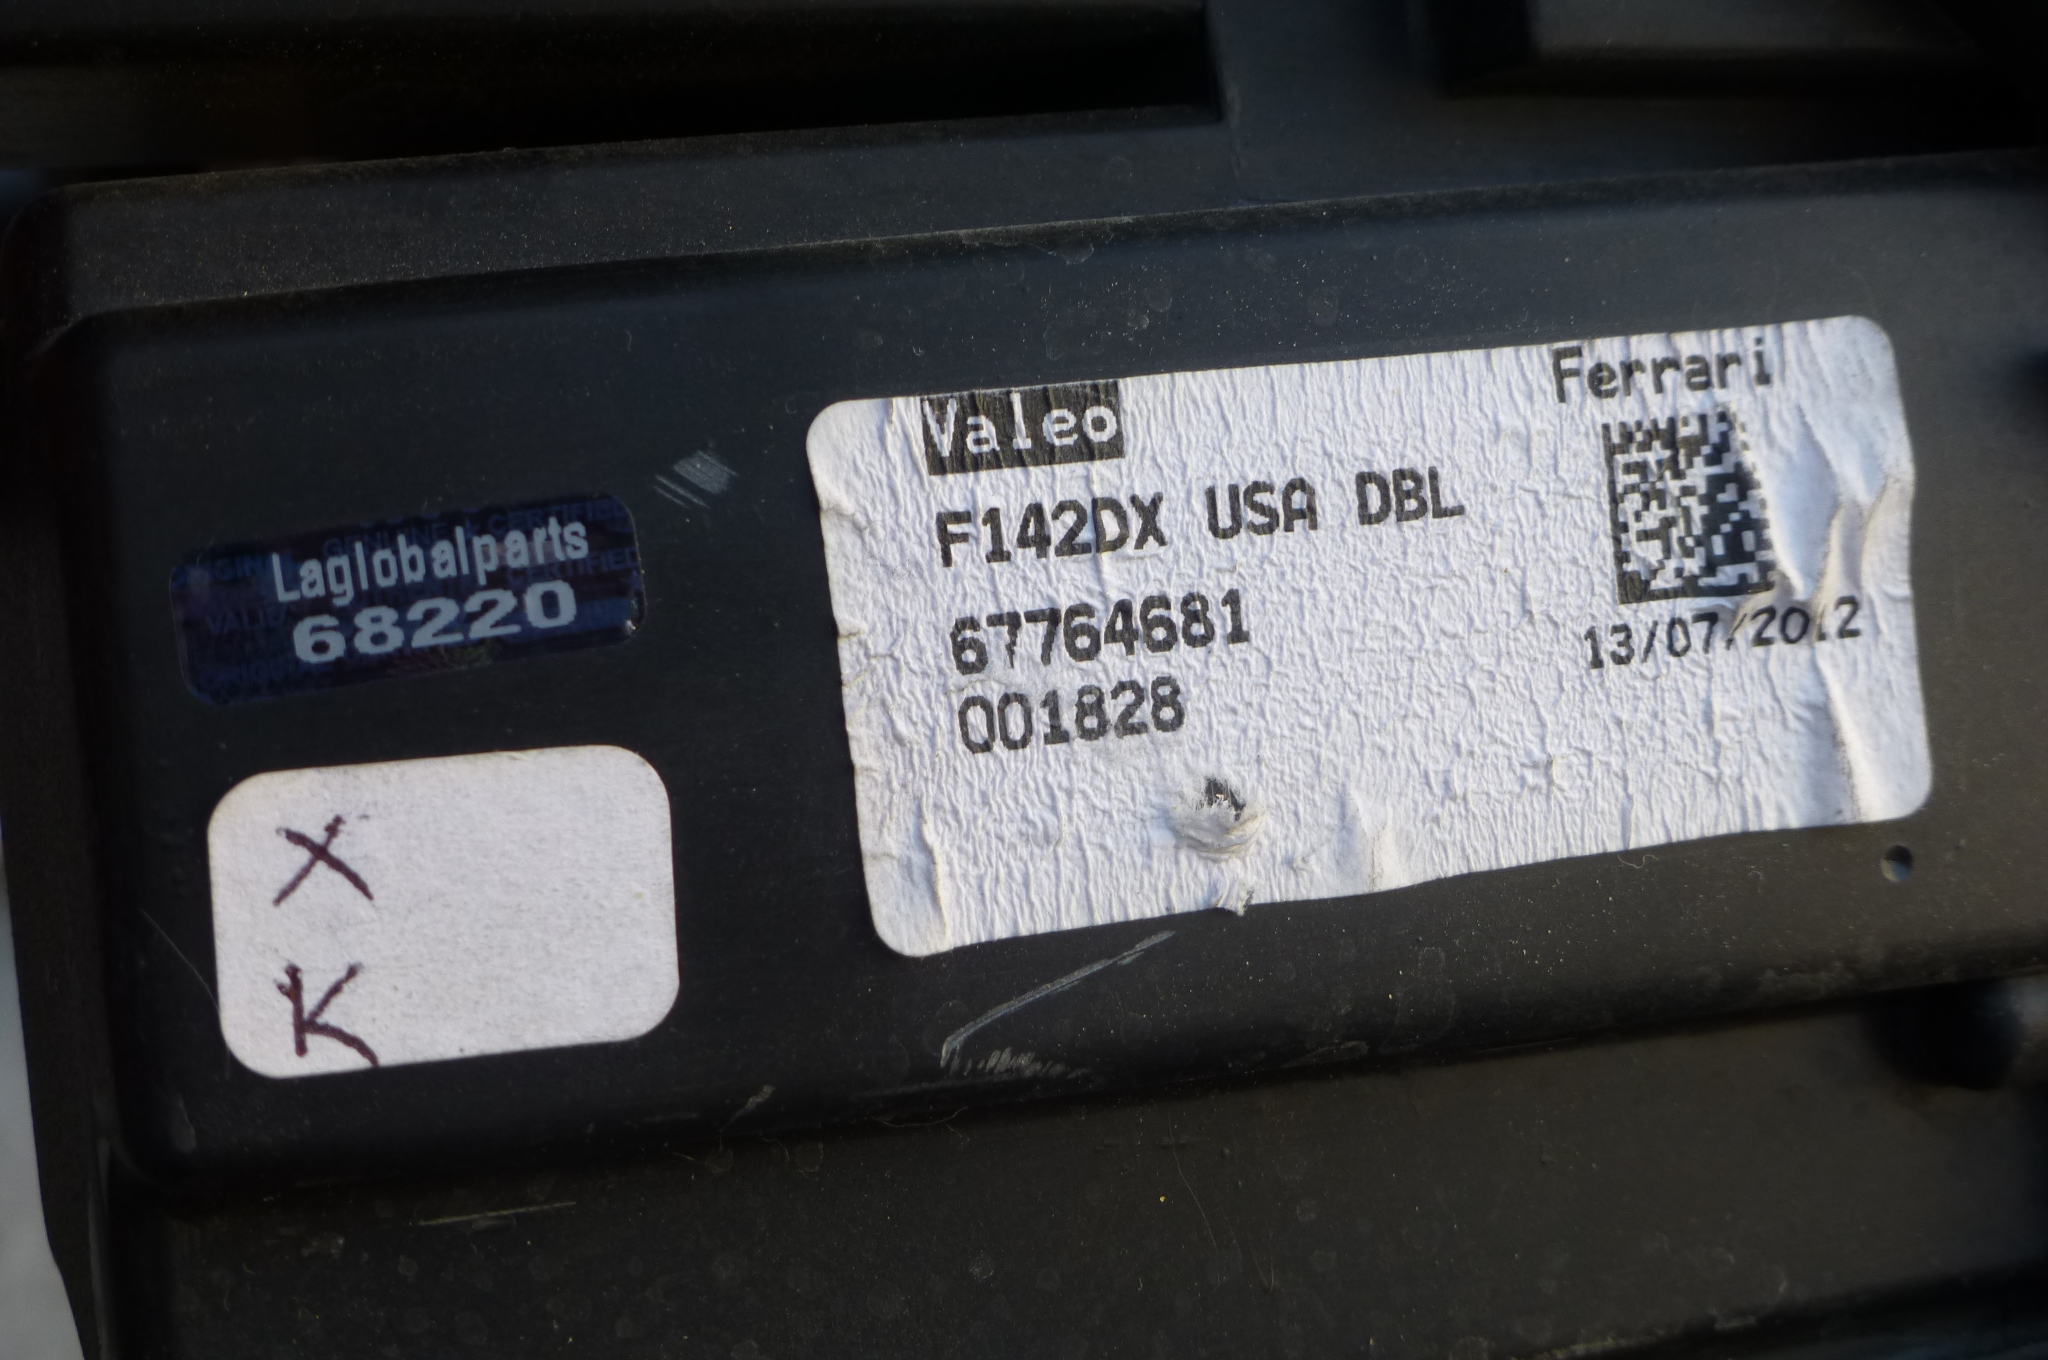 Laglobalparts
68220
X
K
Valeo
Ferrari
F142DX USA DBL
67764681
001828
13/07/2012